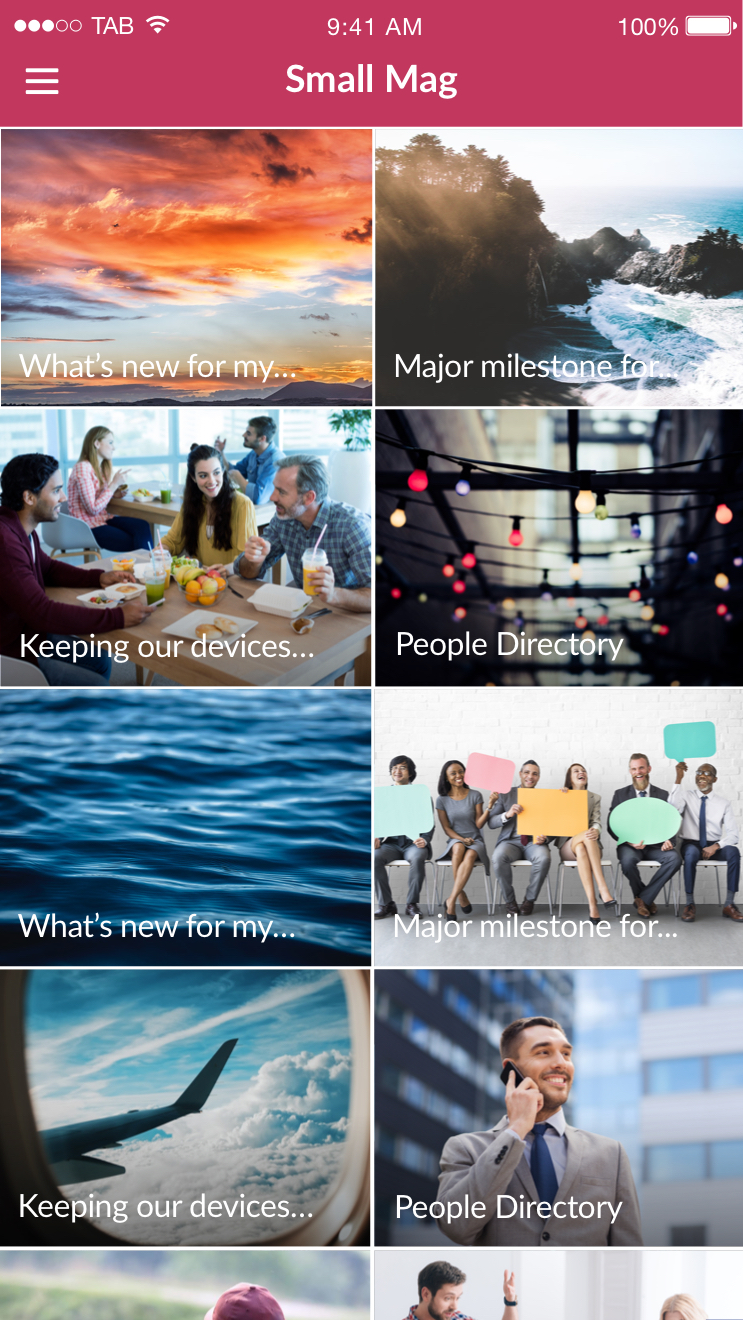 TAB 9:41 AM 100%
Small Mag
What’s new for my...
Major milestone for...
Keeping our devices...
People Directory
What’s new for my...
Major milestone for...
Keeping our devices...
People Directory